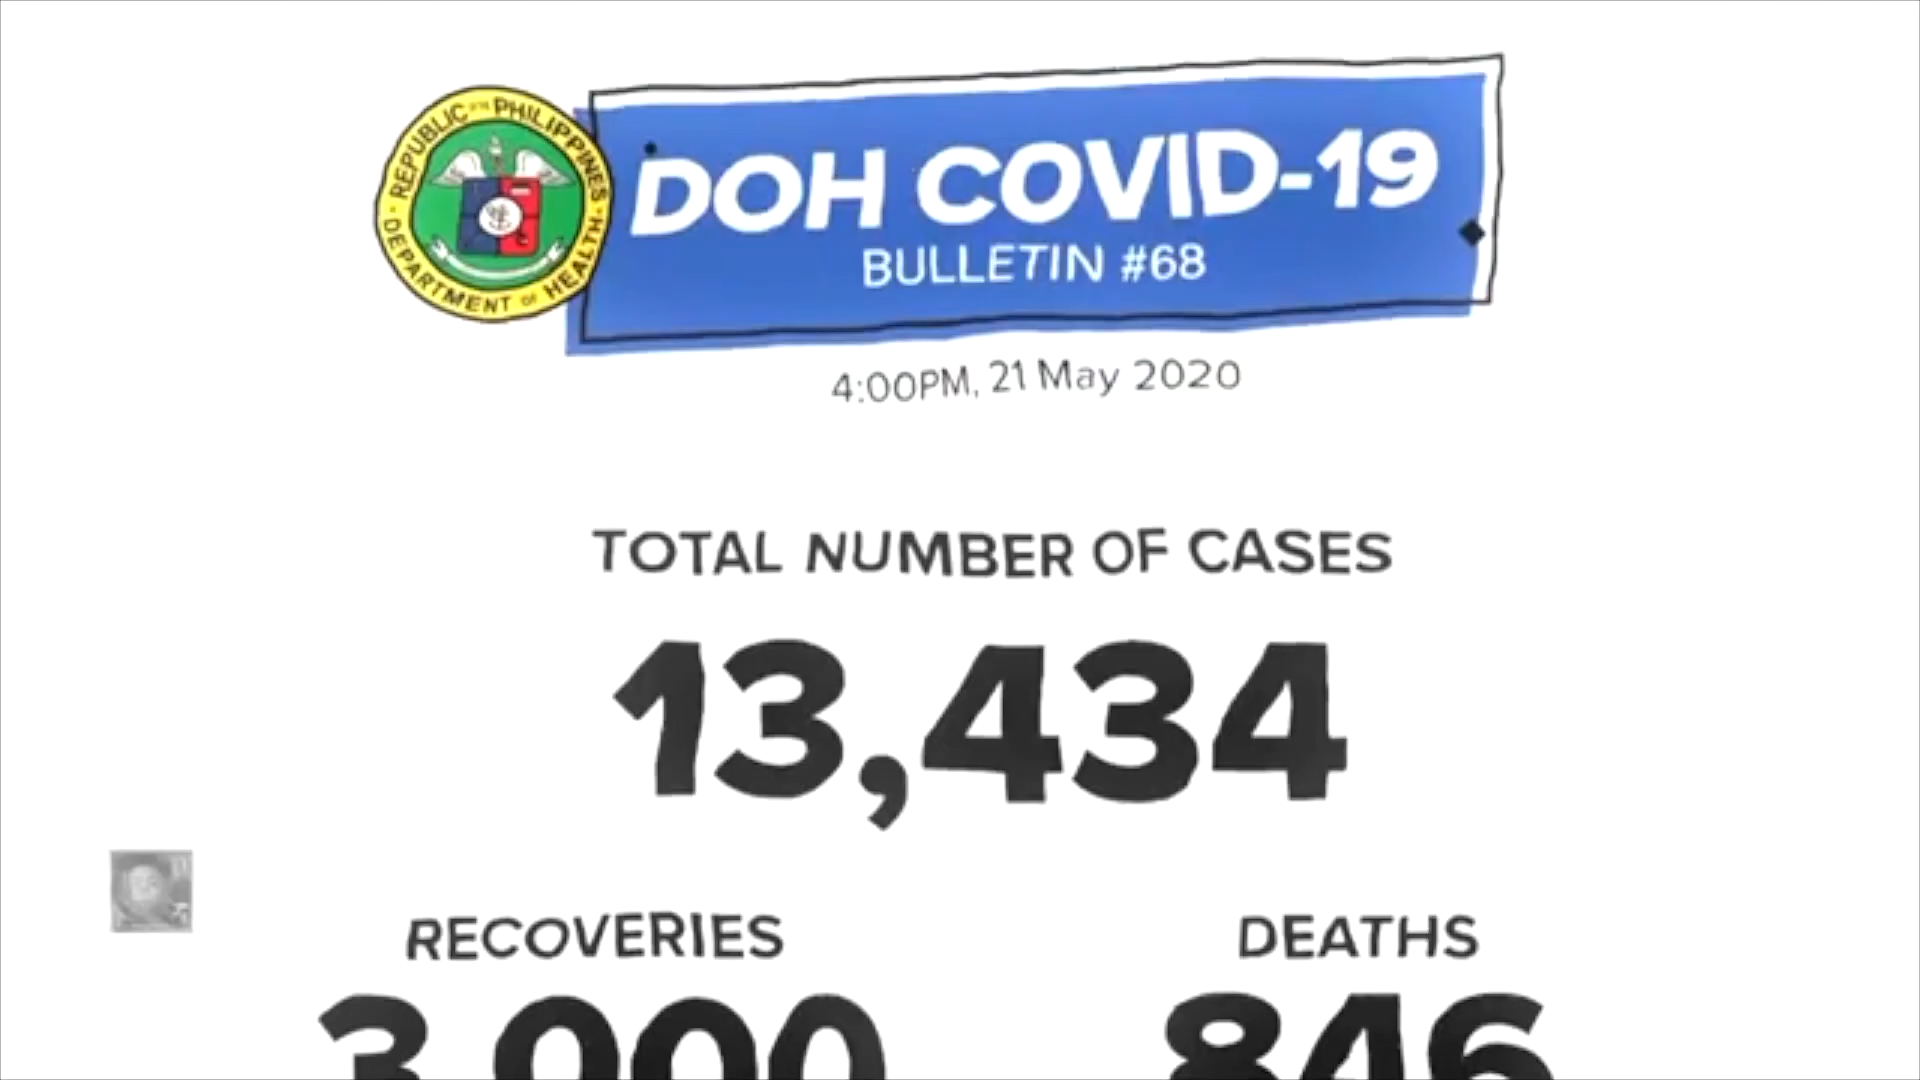 REPUBLIC OF THE PHILIPPINES
DEPARTMENT OF HEALTH
DOH COVID-19
BULLETIN #68
4:00PM, 21 May 2020
TOTAL NUMBER OF CASES
13,434
RECOVERIES
DEATHS
846